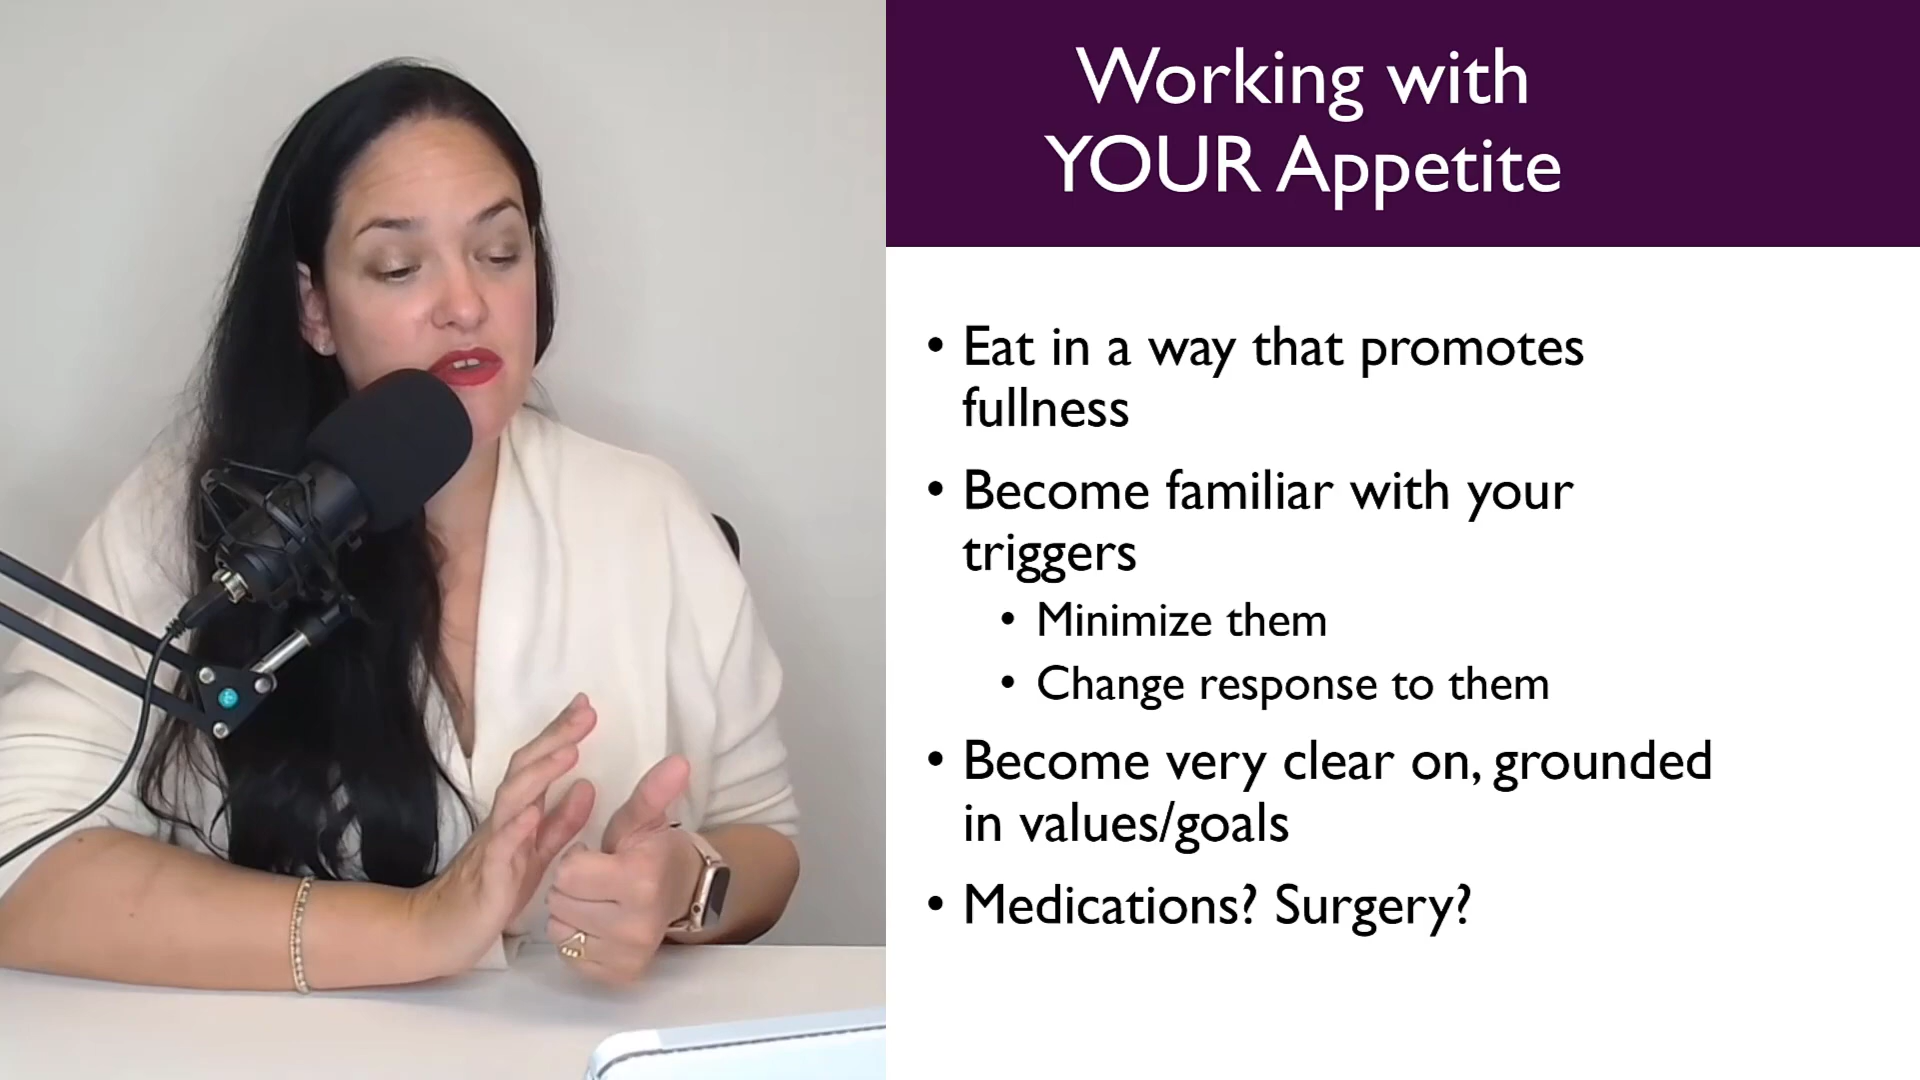 Working with
YOUR Appetite
• Eat in a way that promotes
fullness
• Become familiar with your
triggers
• Minimize them
• Change response to them
• Become very clear on, grounded
in values/goals
• Medications? Surgery?